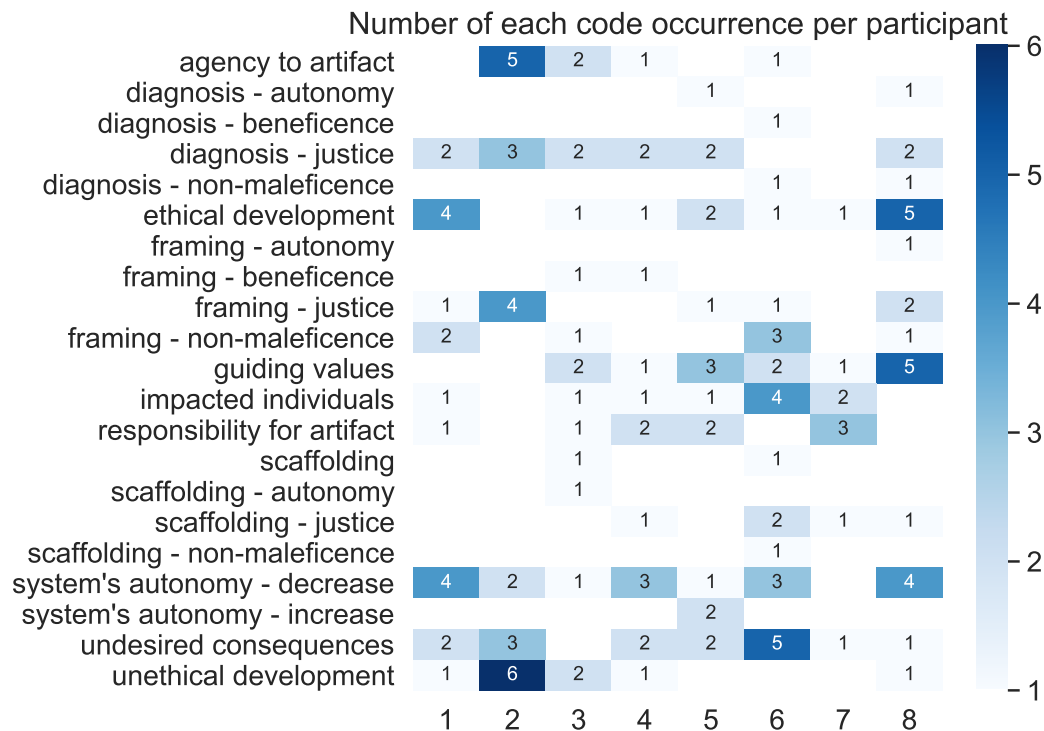 Number of each code occurrence per participant
agency to artifact 5 2 1 1
diagnosis - autonomy 1 1
diagnosis - beneficence 1
diagnosis - justice 2 3 2 2 2 2
diagnosis - non-maleficence 1 1
ethical development 4 1 1 2 1 1 5
framing - autonomy 1
framing - beneficence 1 1
framing - justice 1 4 1 1 2
framing - non-maleficence 2 1 3 1
guiding values 2 1 3 2 1 5
impacted individuals 1 1 1 1 4 2
responsibility for artifact 1 1 2 2 3
scaffolding 1 1
scaffolding - autonomy 1
scaffolding - justice 1 2 1 1
scaffolding - non-maleficence 1
system's autonomy - decrease 4 2 1 3 1 3 4
system's autonomy - increase 2
undesired consequences 2 3 2 2 5 1 1
unethical development 1 6 2 1 1
1 2 3 4 5 6 7 8
6
5
4
3
2
1